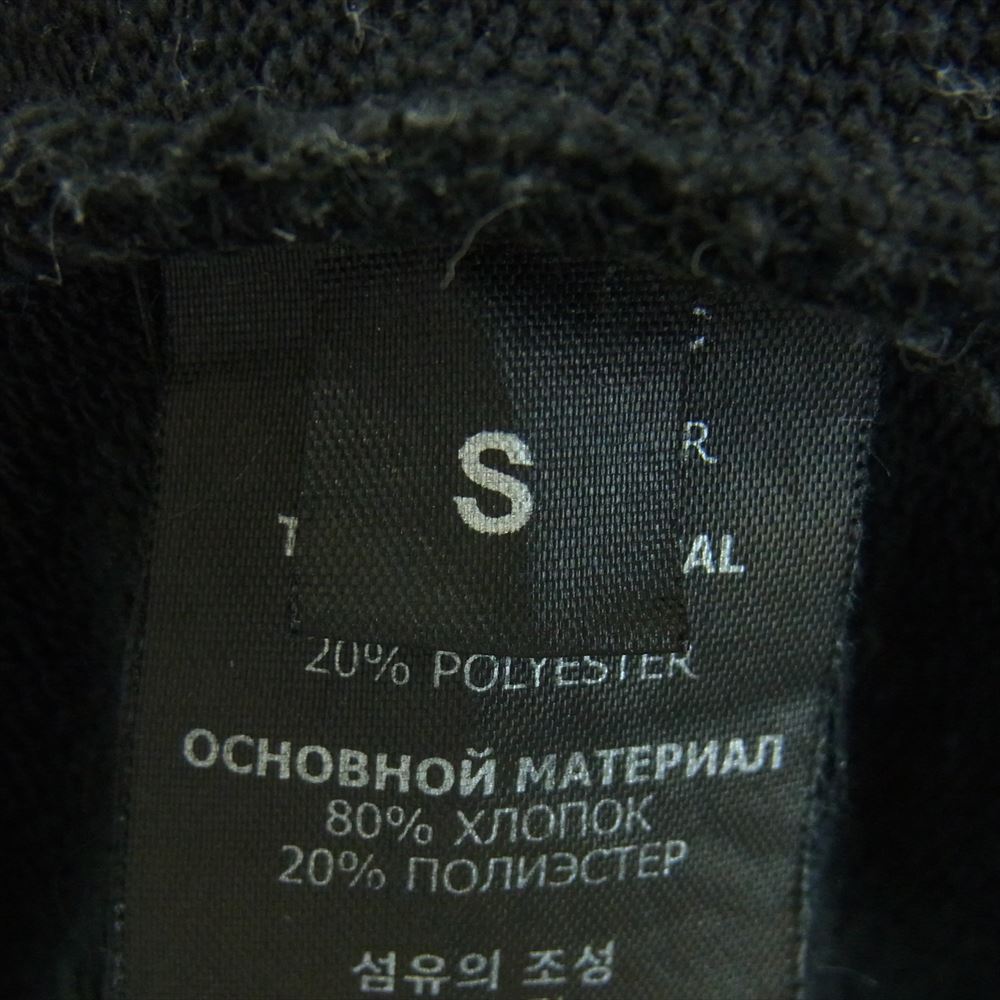 S
20% POLYESTER
ОСНОВНОЙ МАТЕРИАЛ
80% ХЛОПОК
20% ПОЛИЭСТЕР
섬유의 조성